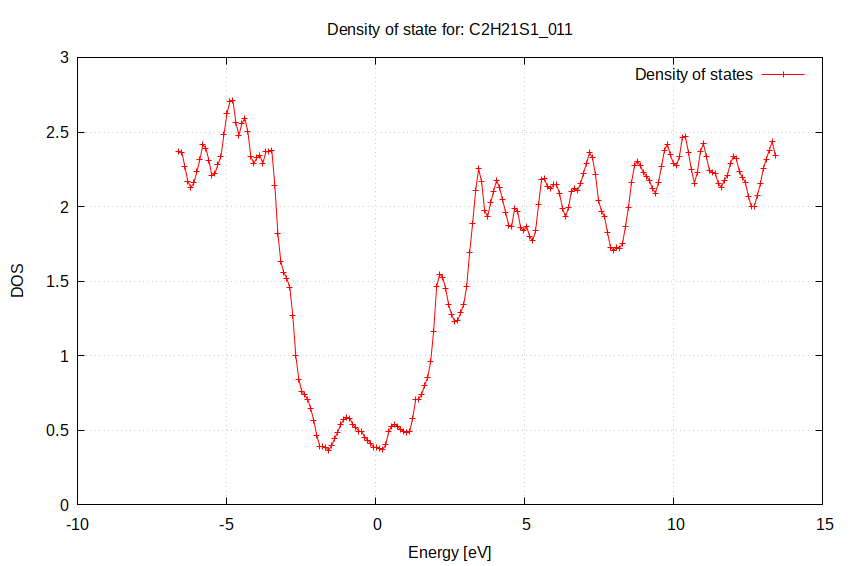 Density of state for: C2H21S1_011
Density of states
3
2.5
2
1.5
1
0.5
0
DOS
-10 -5 0 5 10 15
Energy [eV]